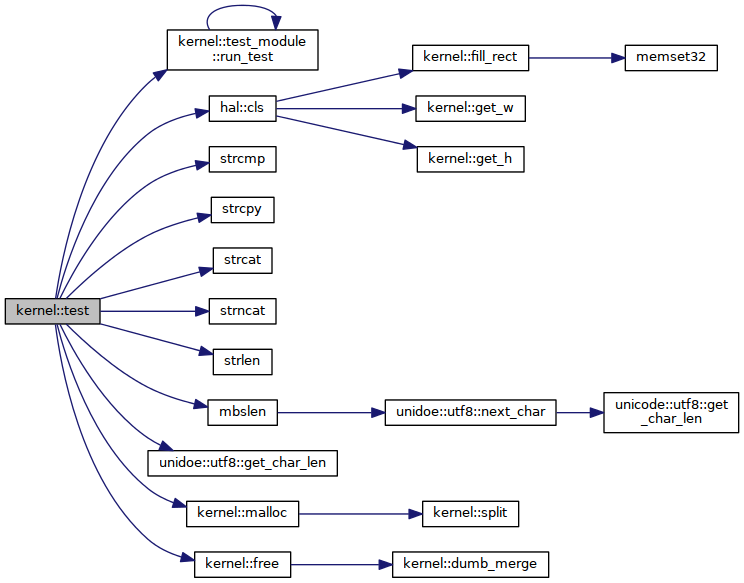 kernel::test_module
::run_test
kernel::fill_rect
memset32
hal::cls
kernel::get_w
kernel::get_h
strcmp
strcpy
strcat
kernel::test
strncat
strlen
mbslen
unidoe::utf8::next_char
unicode::utf8::get
_char_len
unidoe::utf8::get_char_len
kernel::malloc
kernel::split
kernel::free
kernel::dumb_merge